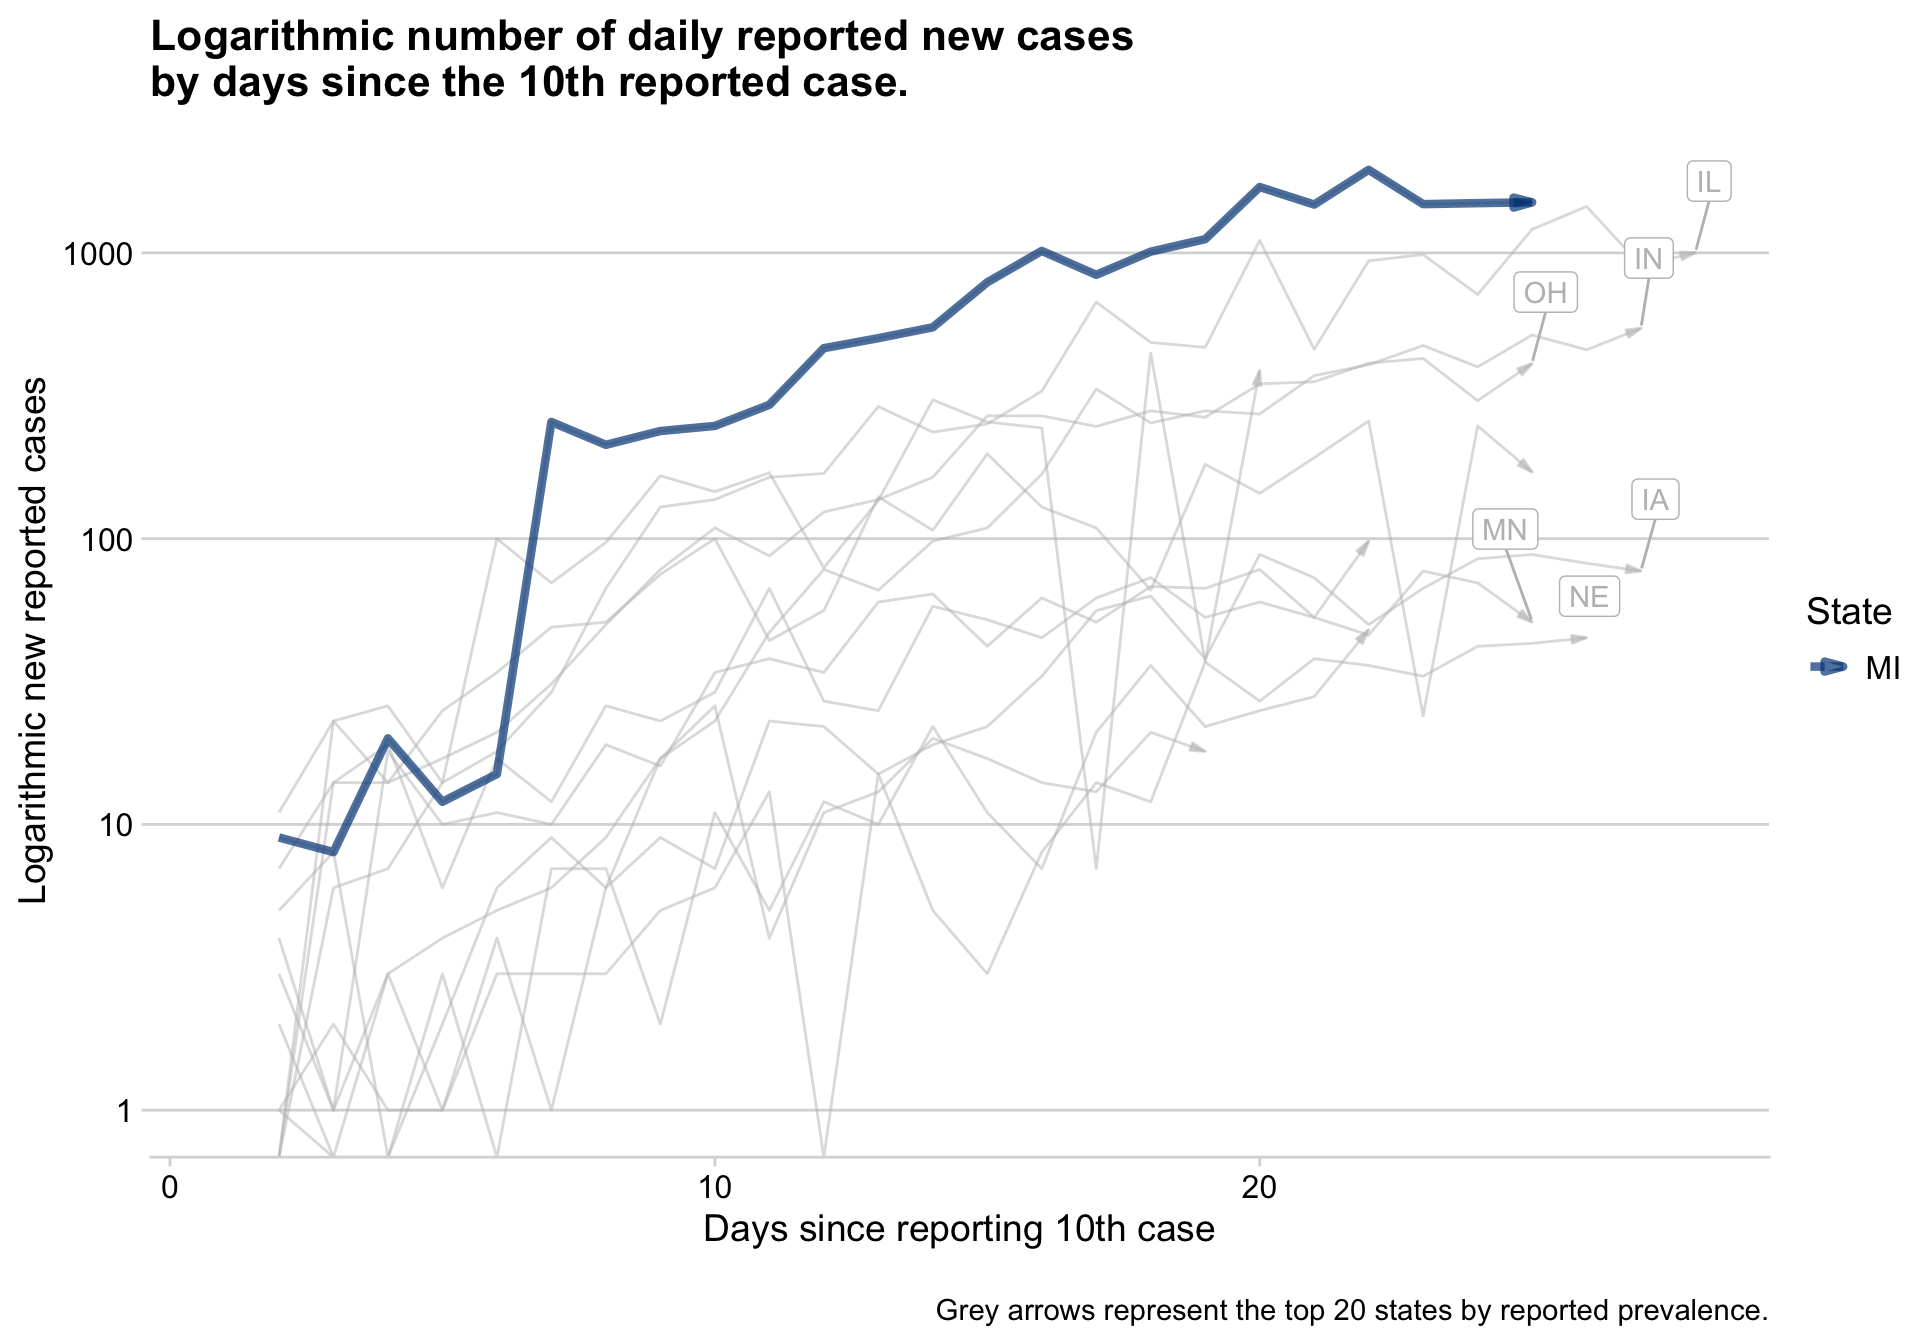 Logarithmic number of daily reported new cases
by days since the 10th reported case.
Logarithmic new reported cases
1000
100
10
1
IL
IN
OH
IA
MN
NE
State
MI
0
10
20
Days since reporting 10th case
Grey arrows represent the top 20 states by reported prevalence.